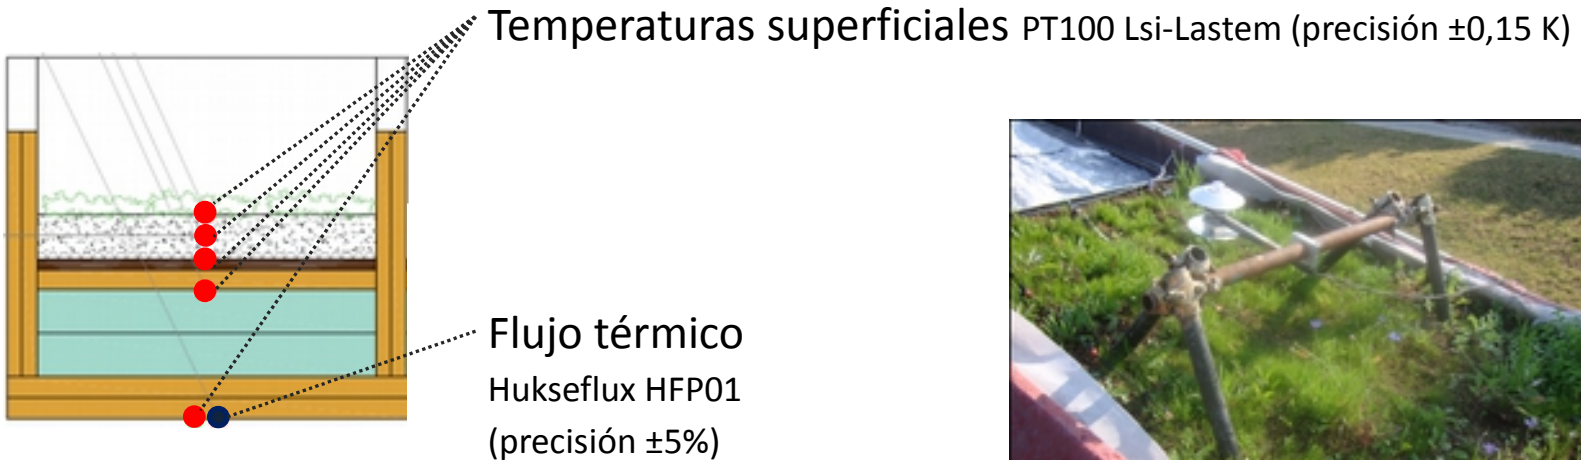 Temperaturas superficiales PT100 Lsi-Lastem (precisión ±0,15 K)
Flujo térmico
Hukseflux HFP01
(precisión ±5%)